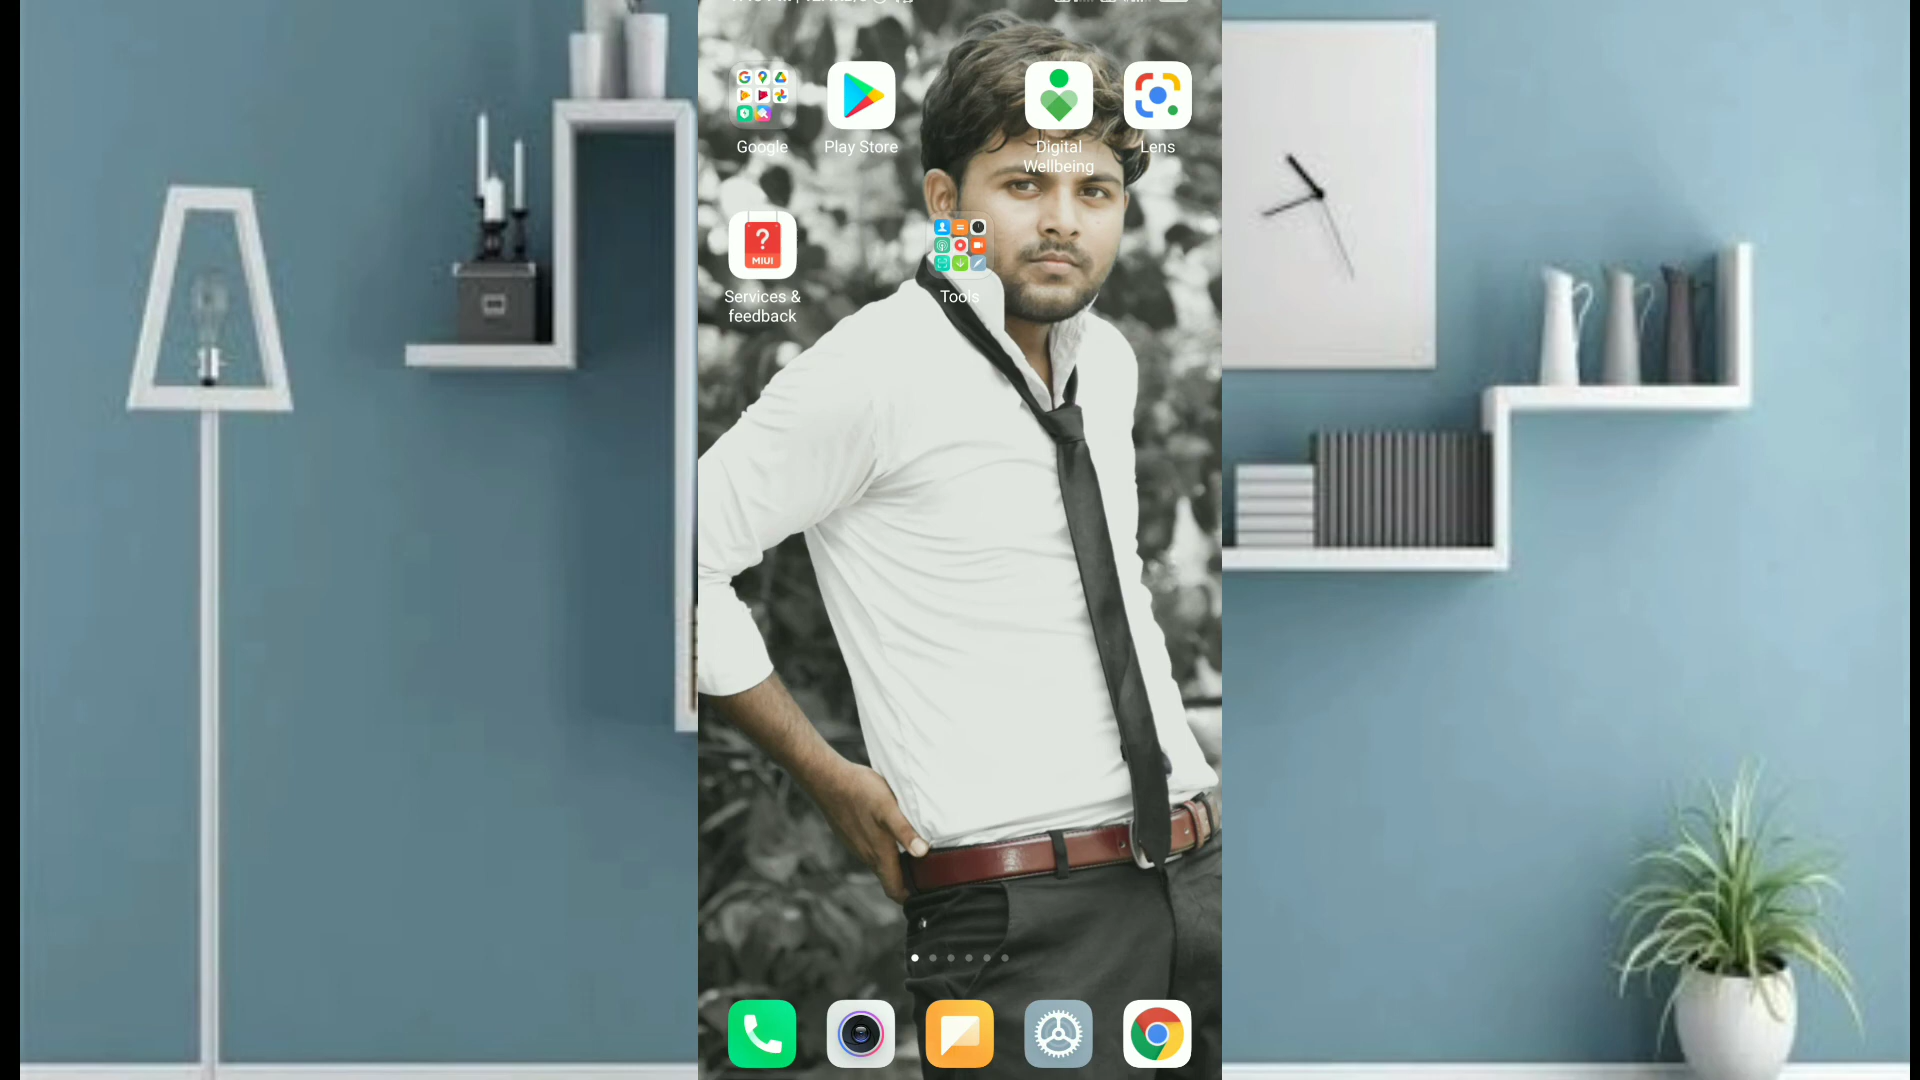 Google
Play Store
Digital
Wellbeing
Lens
MIUI
Services &
feedback
Tools